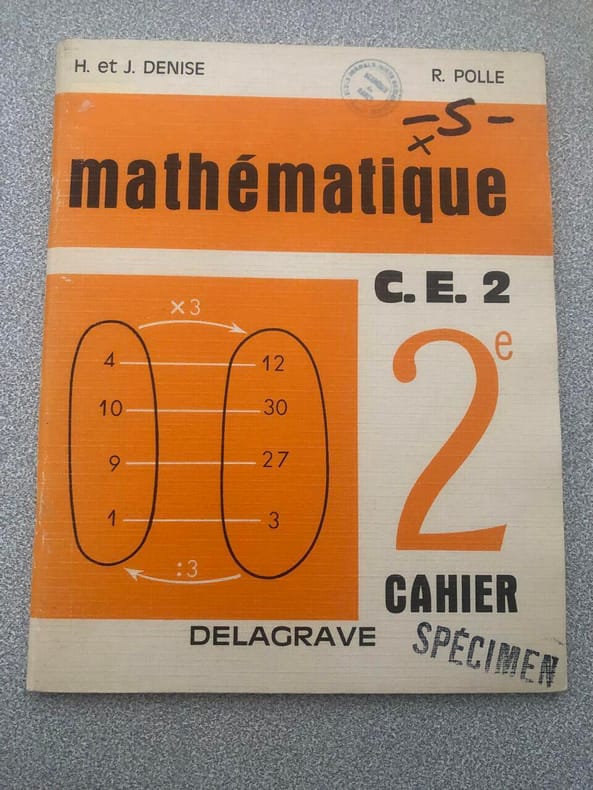 H. et J. DENISE R. POLLE
-5-
x
mathématique
C.E.2
×3
4 12
10 30
9 27
1 3
:3
2e
CAHIER
DELAGRAVE
SPÉCIMEN